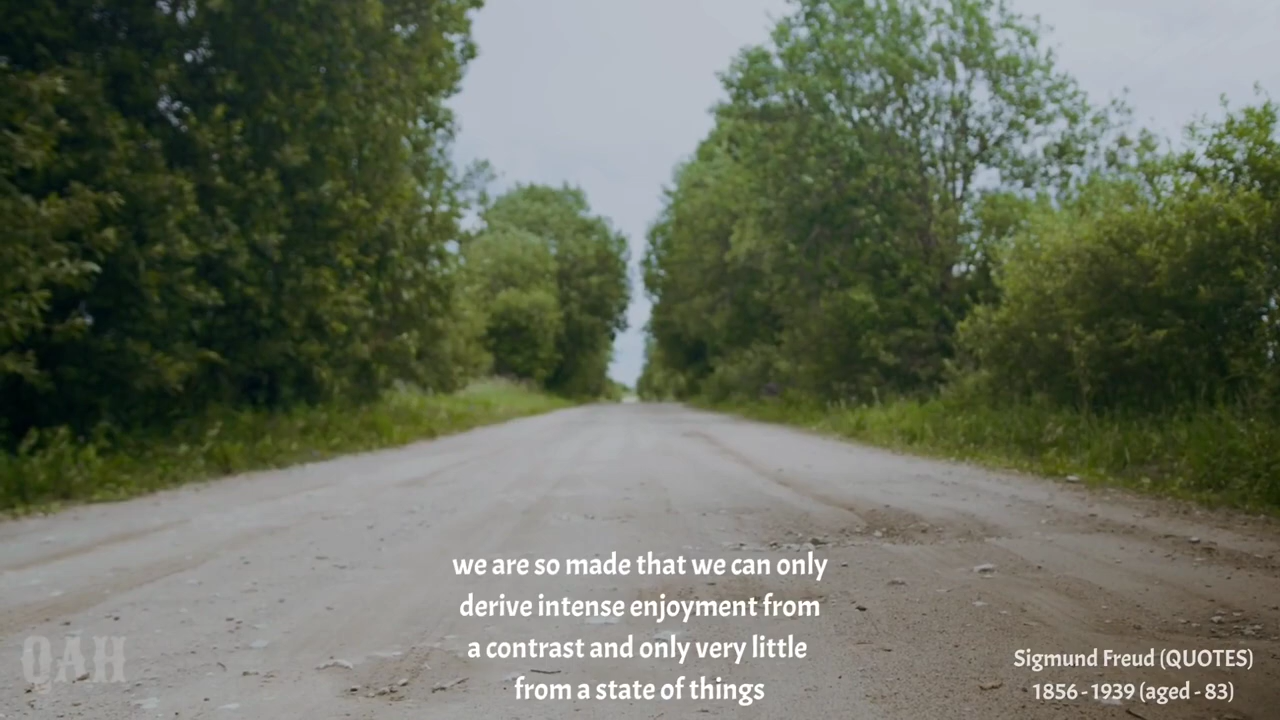 we are so made that we can only
derive intense enjoyment from
a contrast and only very little
from a state of things
QAH
Sigmund Freud (QUOTES)
1856 - 1939 (aged - 83)